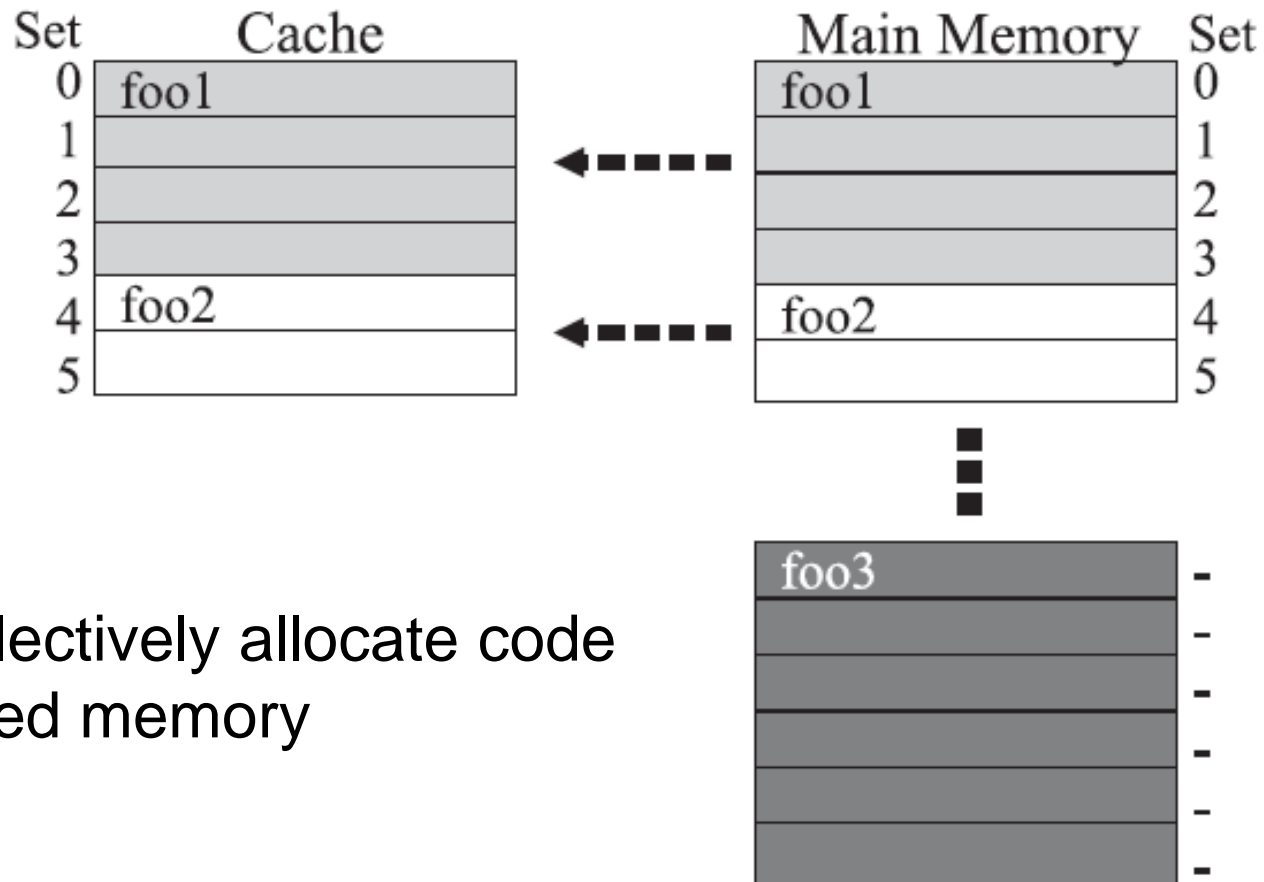 Set Cache Main Memory Set
0 foo1 foo1 0
1 1
2 2
3 3
4 foo2 foo2 4
5 5
foo3 -
-
-
-
-
-
lectively allocate code
ed memory